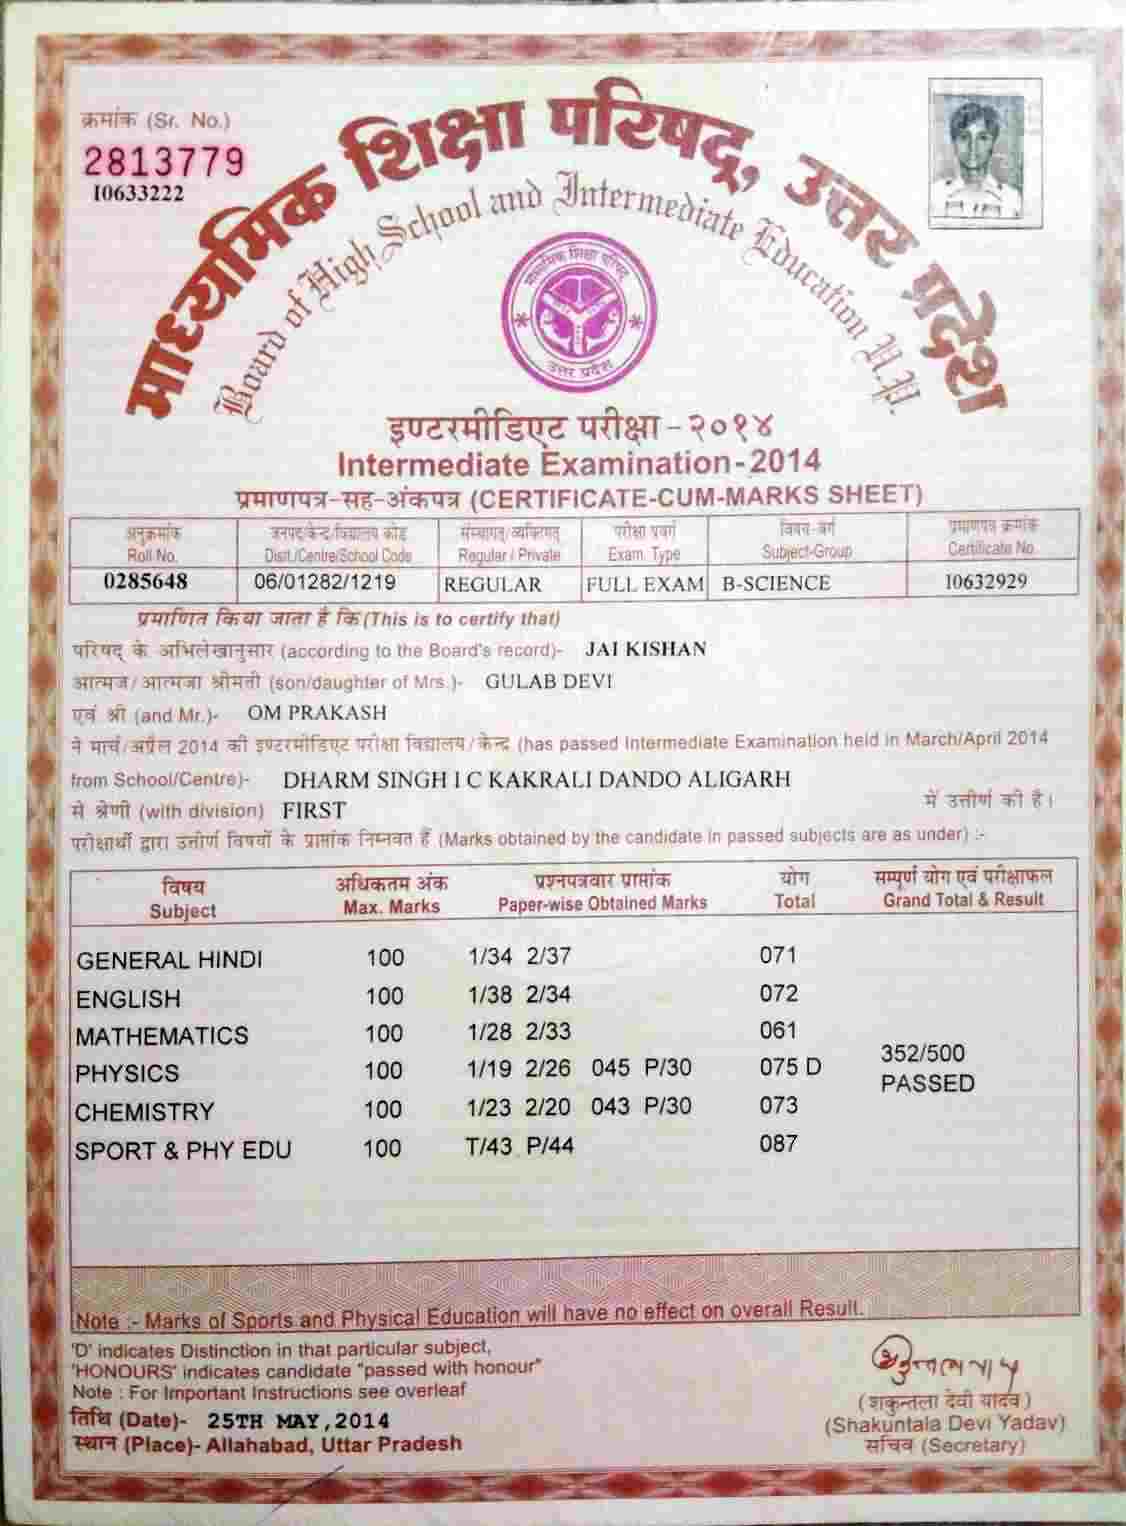 क्रमांक (Sr. No.)
2813779
I0633222
माध्यमिक शिक्षा परिषद्, उत्तर प्रदेश
Board of High School and Intermediate Education U.P.
माध्यमिक शिक्षा परिषद्
उत्तर प्रदेश
इण्टरमीडिएट परीक्षा - २०१४
Intermediate Examination - 2014
प्रमाणपत्र-सह-अंकपत्र (CERTIFICATE-CUM-MARKS SHEET)
अनुक्रमांक जनपद/केन्द्र/विद्यालय कोड संस्थागत/व्यक्तिगत परीक्षा प्रवर्ग विषय-वर्ग प्रमाणपत्र क्रमांक
Roll No. Distt./Centre/School Code Regular / Private Exam. Type Subject-Group Certificate No.
0285648 06/01282/1219 REGULAR FULL EXAM B-SCIENCE I0632929
प्रमाणित किया जाता है कि (This is to certify that)
परिषद् के अभिलेखानुसार (according to the Board's record)- JAI KISHAN
आत्मज/आत्मजा श्रीमती (son/daughter of Mrs.)- GULAB DEVI
एवं श्री (and Mr.)- OM PRAKASH
ने मार्च/अप्रैल 2014 की इण्टरमीडिएट परीक्षा विद्यालय/केन्द्र (has passed Intermediate Examination held in March/April 2014
from School/Centre)- DHARM SINGH I C KAKRALI DANDO ALIGARH
से श्रेणी (with division) FIRST में उत्तीर्ण की है।
परीक्षार्थी द्वारा उत्तीर्ण विषयों के प्राप्तांक निम्नवत हैं (Marks obtained by the candidate in passed subjects are as under) :-
विषय अधिकतम अंक प्रश्नपत्रवार प्राप्तांक योग सम्पूर्ण योग एवं परीक्षाफल
Subject Max. Marks Paper-wise Obtained Marks Total Grand Total & Result
GENERAL HINDI 100 1/34 2/37 071
ENGLISH 100 1/38 2/34 072
MATHEMATICS 100 1/28 2/33 061
352/500
PHYSICS 100 1/19 2/26 045 P/30 075 D
PASSED
CHEMISTRY 100 1/23 2/20 043 P/30 073
SPORT & PHY EDU 100 T/43 P/44 087
Note :- Marks of Sports and Physical Education will have no effect on overall Result.
'D' indicates Distinction in that particular subject,
'HONOURS' indicates candidate "passed with honour"
Note : For Important Instructions see overleaf
तिथि (Date)- 25TH MAY,2014
स्थान (Place)- Allahabad, Uttar Pradesh
(शकुन्तला देवी यादव)
(Shakuntala Devi Yadav)
सचिव (Secretary)